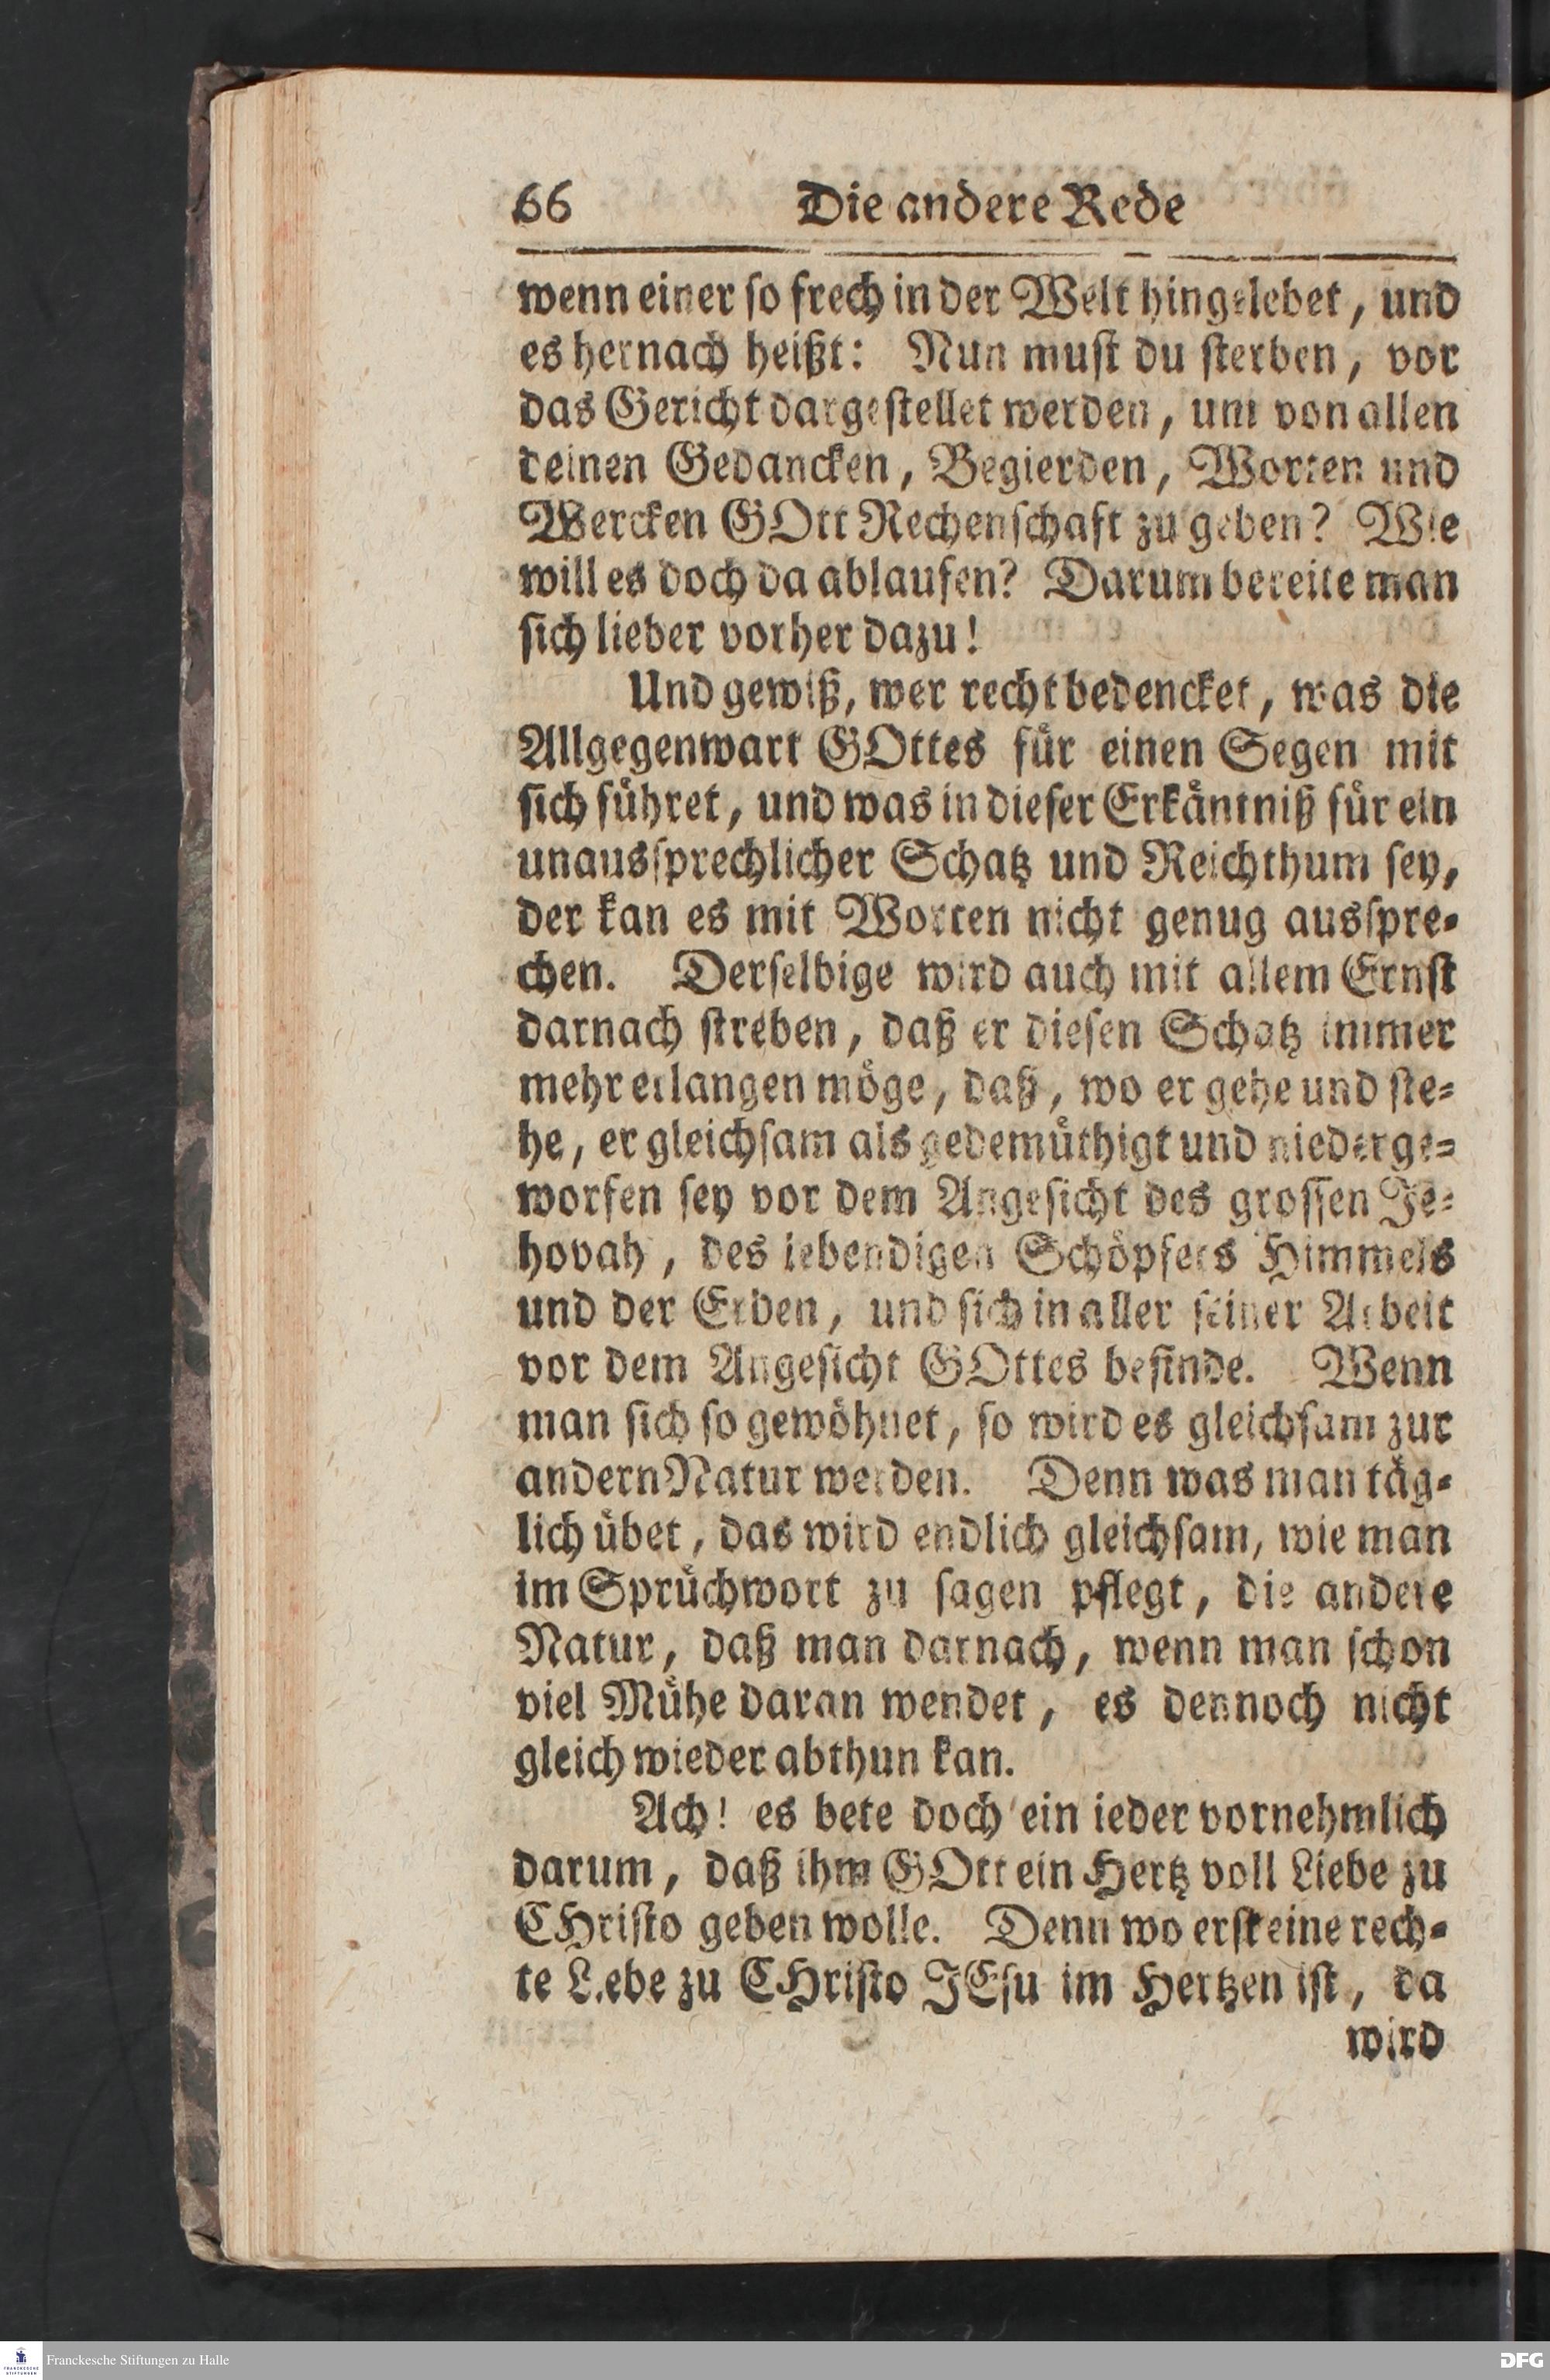 66 Die andere Rede
wenn einer so frech in der Welt hingelebet, und
es hernach heißt: Nun must du sterben, vor
das Gericht dargestellet werden, um von allen
deinen Gedancken, Begierden, Worten und
Wercken GOtt Rechenschaft zu geben? Wie
will es doch da ablaufen? Darum bereite man
sich lieber vorher dazu!
Und gewiß, wer recht bedencket, was die
Allgegenwart GOttes für einen Segen mit
sich führet, und was in dieser Erkäntniß für ein
unaussprechlicher Schatz und Reichthum sey,
der kan es mit Worten nicht genug ausspre-
chen. Derselbige wird auch mit allem Ernst
darnach streben, daß er diesen Schatz immer
mehr erlangen möge, daß, wo er gehe und ste-
he, er gleichsam als gedemüthigt und niederge-
worfen sey vor dem Angesicht des grossen Je-
hovah, des lebendigen Schöpfers Himmels
und der Erden, und sich in aller seiner Arbeit
vor dem Angesicht GOttes befinde. Wenn
man sich so gewöhnet, so wird es gleichsam zur
andern Natur werden. Denn was man täg-
lich übet, das wird endlich gleichsam, wie man
im Sprüchwort zu sagen pflegt, die andere
Natur, daß man darnach, wenn man schon
viel Mühe daran wendet, es dennoch nicht
gleich wieder abthun kan.
Ach! es bete doch ein ieder vornehmlich
darum, daß ihm GOtt ein Hertz voll Liebe zu
CHristo geben wolle. Denn wo erst eine rech-
te Liebe zu CHristo JEsu im Hertzen ist, da
wird
Franckesche Stiftungen zu Halle
FRANCKESCHE
STIFTUNGEN
DFG